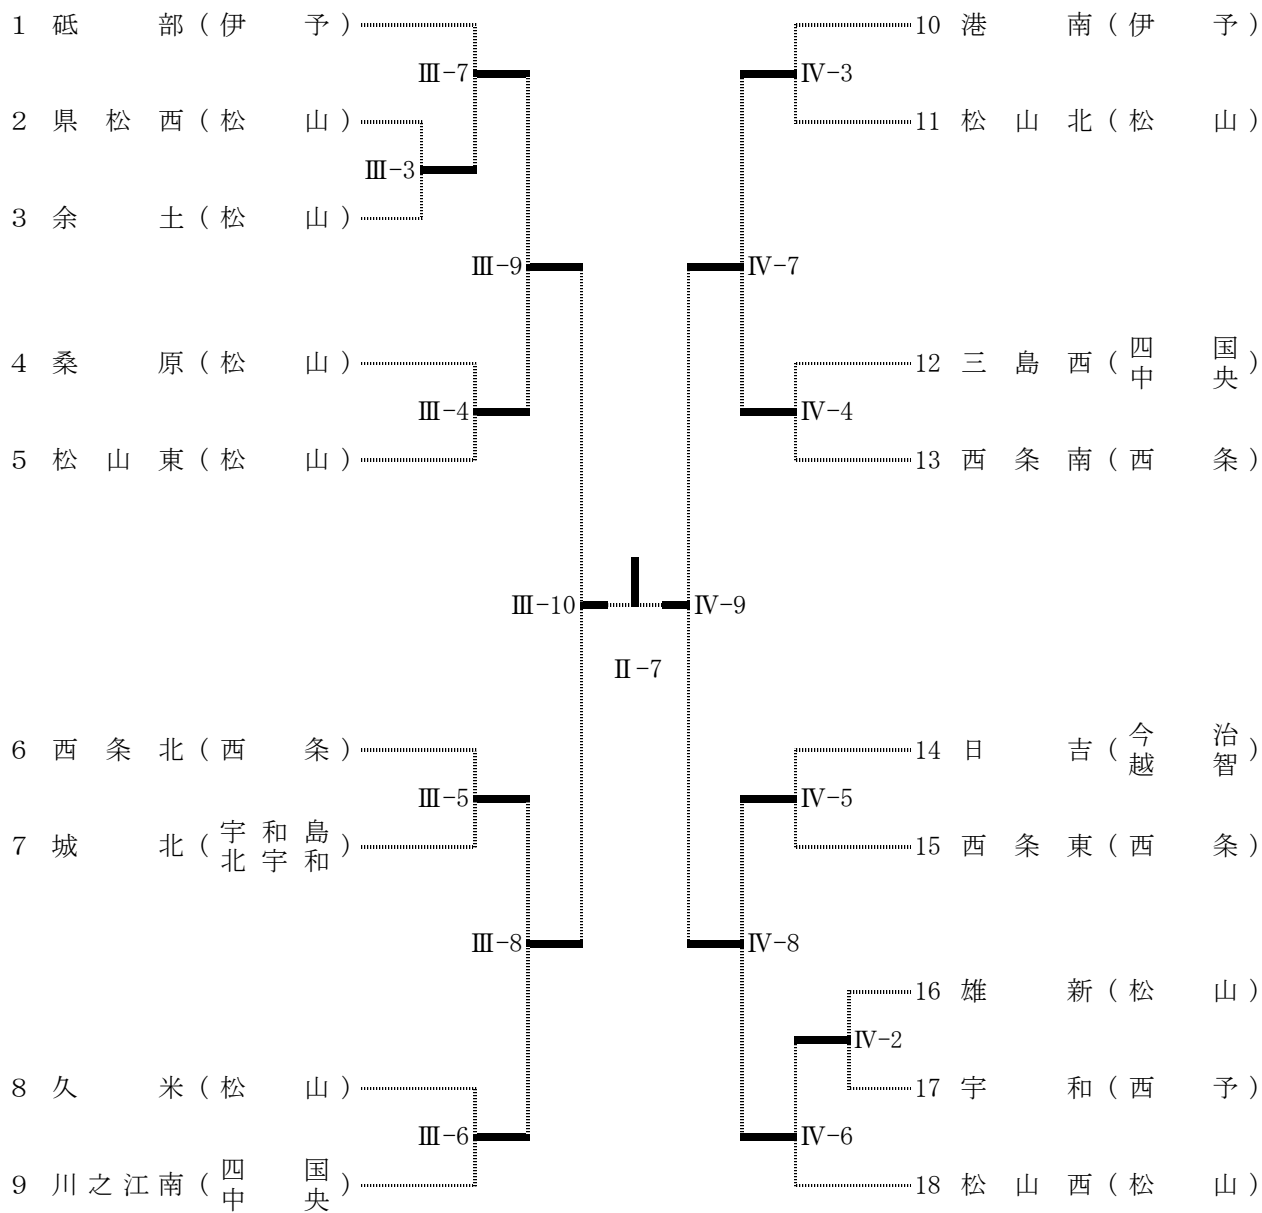 1 砥部(伊予)
Ⅲ-7
2 県松西(松山)
Ⅲ-3
3 余土(松山)
Ⅲ-9
4 桑原(松山)
Ⅲ-4
5 松山東(松山)
Ⅲ-10
6 西条北(西条)
Ⅲ-5
7 城北(宇和島北宇和)
Ⅲ-8
8 久米(松山)
Ⅲ-6
9 川之江南(四国中央)
Ⅱ-7
10 港南(伊予)
Ⅳ-3
11 松山北(松山)
Ⅳ-7
12 三島西(四国中央)
Ⅳ-4
13 西条南(西条)
Ⅳ-9
14 日吉(今治越智)
Ⅳ-5
15 西条東(西条)
Ⅳ-8
16 雄新(松山)
Ⅳ-2
17 宇和(西予)
Ⅳ-6
18 松山西(松山)